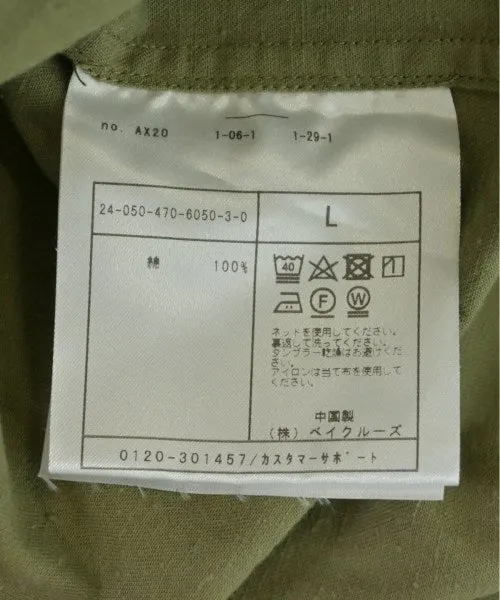 no. AX20 1-06-1 1-29-1
24-050-470-6050-3-0 L
綿 100%
40
F W
ネットを使用してください。
裏返して洗ってください。
タンブラー乾燥はお避けくだ
さい。
アイロンは当て布を使用して
ください。
中国製
(株) ベイクルーズ
0120-301457/カスタマーサポート